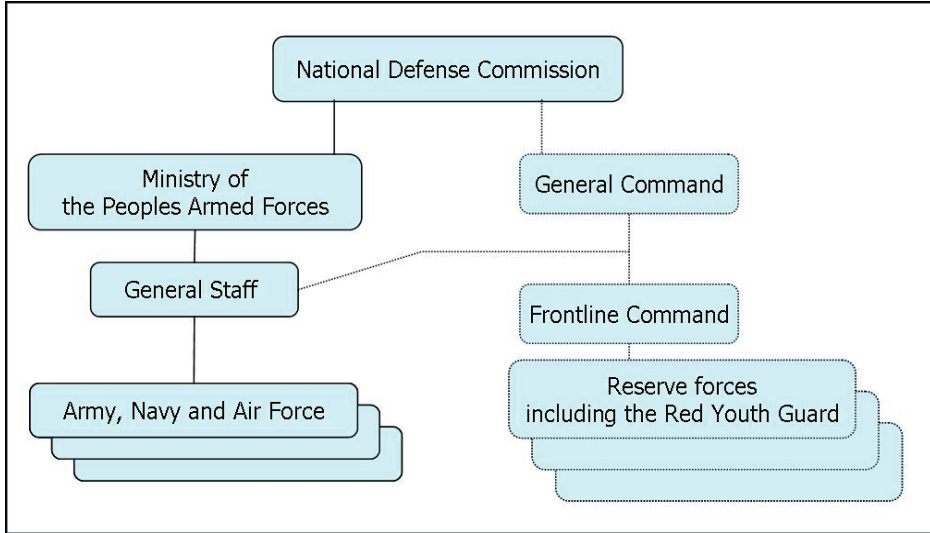 National Defense Commission
Ministry of
the Peoples Armed Forces
General Command
General Staff
Frontline Command
Army, Navy and Air Force
Reserve forces
including the Red Youth Guard